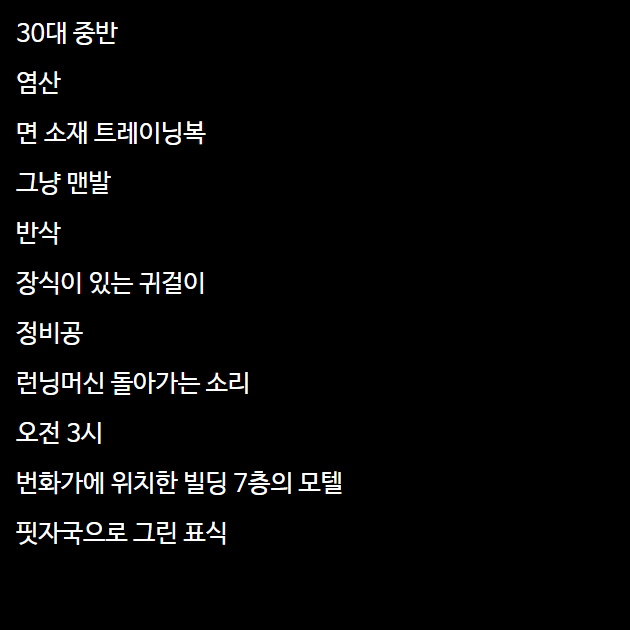 30대 중반
염산
면 소재 트레이닝복
그냥 맨발
반삭
장식이 있는 귀걸이
정비공
런닝머신 돌아가는 소리
오전 3시
번화가에 위치한 빌딩 7층의 모텔
핏자국으로 그린 표식